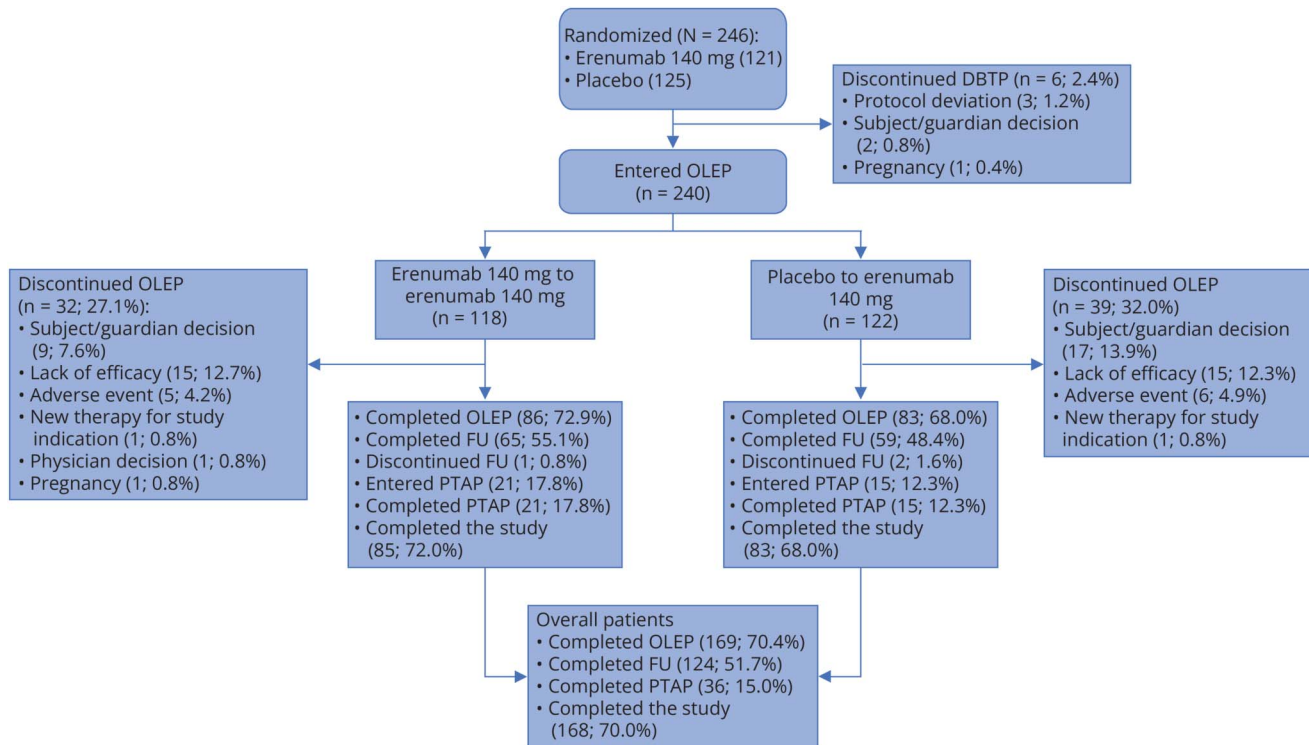 Randomized (N = 246):
• Erenumab 140 mg (121)
• Placebo (125)
Discontinued DBTP (n = 6; 2.4%)
• Protocol deviation (3; 1.2%)
• Subject/guardian decision
(2; 0.8%)
• Pregnancy (1; 0.4%)
Entered OLEP
(n = 240)
Erenumab 140 mg to
erenumab 140 mg
(n = 118)
Placebo to erenumab
140 mg
(n = 122)
Discontinued OLEP
(n = 32; 27.1%):
• Subject/guardian decision
(9; 7.6%)
• Lack of efficacy (15; 12.7%)
• Adverse event (5; 4.2%)
• New therapy for study
indication (1; 0.8%)
• Physician decision (1; 0.8%)
• Pregnancy (1; 0.8%)
Discontinued OLEP
(n = 39; 32.0%)
• Subject/guardian decision
(17; 13.9%)
• Lack of efficacy (15; 12.3%)
• Adverse event (6; 4.9%)
• New therapy for study
indication (1; 0.8%)
• Completed OLEP (86; 72.9%)
• Completed FU (65; 55.1%)
• Discontinued FU (1; 0.8%)
• Entered PTAP (21; 17.8%)
• Completed PTAP (21; 17.8%)
• Completed the study
(85; 72.0%)
• Completed OLEP (83; 68.0%)
• Completed FU (59; 48.4%)
• Discontinued FU (2; 1.6%)
• Entered PTAP (15; 12.3%)
• Completed PTAP (15; 12.3%)
• Completed the study
(83; 68.0%)
Overall patients
• Completed OLEP (169; 70.4%)
• Completed FU (124; 51.7%)
• Completed PTAP (36; 15.0%)
• Completed the study
(168; 70.0%)